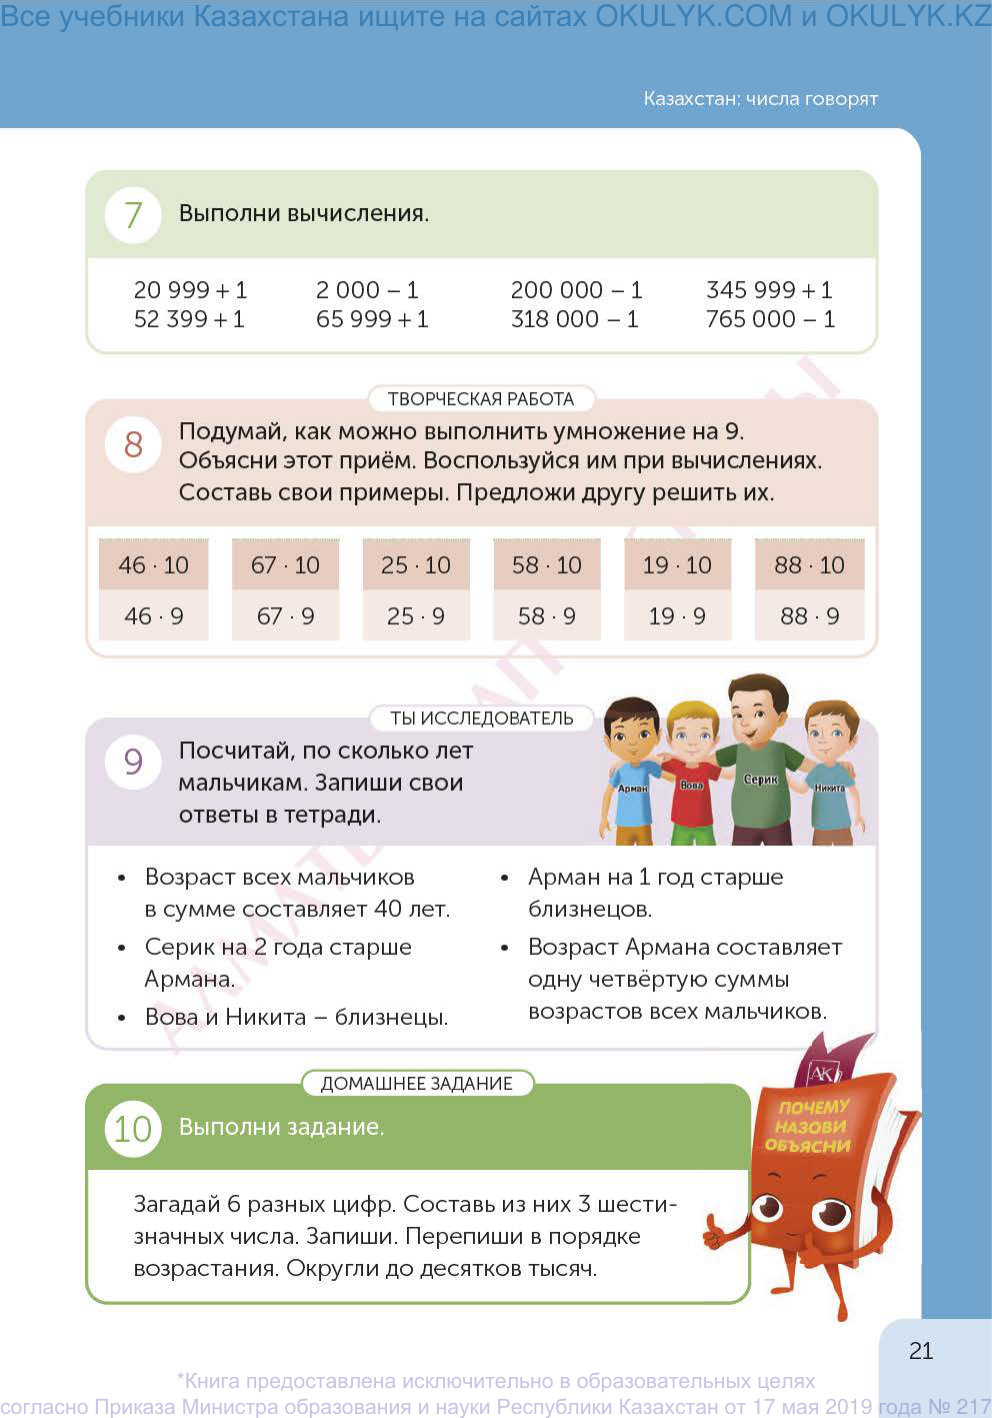 Все учебники Казахстана ищите на сайтах OKULYK.COM и OKULYK.KZ
Казахстан: числа говорят
7 Выполни вычисления.
20 999 + 1 2 000 – 1 200 000 – 1 345 999 + 1
52 399 + 1 65 999 + 1 318 000 – 1 765 000 – 1
ТВОРЧЕСКАЯ РАБОТА
8 Подумай, как можно выполнить умножение на 9.
Объясни этот приём. Воспользуйся им при вычислениях.
Составь свои примеры. Предложи другу решить их.
46 · 10 67 · 10 25 · 10 58 · 10 19 · 10 88 · 10
46 · 9 67 · 9 25 · 9 58 · 9 19 · 9 88 · 9
ТЫ ИССЛЕДОВАТЕЛЬ
9 Посчитай, по сколько лет
мальчикам. Запиши свои
ответы в тетради.
Арман Вова Серик Никита
• Возраст всех мальчиков
в сумме составляет 40 лет.
• Серик на 2 года старше
Армана.
• Вова и Никита – близнецы.
• Арман на 1 год старше
близнецов.
• Возраст Армана составляет
одну четвёртую суммы
возрастов всех мальчиков.
ДОМАШНЕЕ ЗАДАНИЕ
10 Выполни задание.
АК
ПОЧЕМУ
НАЗОВИ
ОБЪЯСНИ
Загадай 6 разных цифр. Составь из них 3 шести-
значных числа. Запиши. Перепиши в порядке
возрастания. Округли до десятков тысяч.
21
*Книга предоставлена исключительно в образовательных целях
согласно Приказа Министра образования и науки Республики Казахстан от 17 мая 2019 года № 217